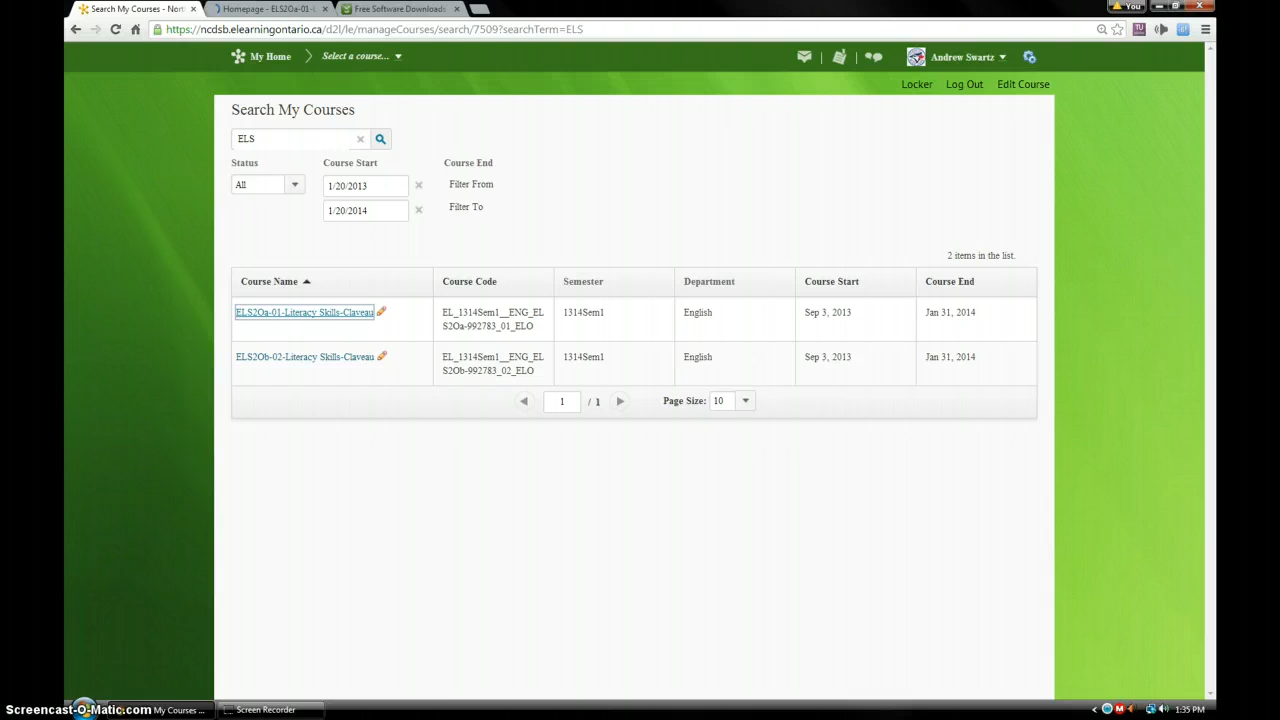 Search My Courses - Nort
Homepage - ELS2Oa-01-L
Free Software Downloads
You
https://ncdsb.elearningontario.ca/d2l/le/manageCourses/search/7509?searchTerm=ELS
My Home
Select a course...
Andrew Swartz
Locker
Log Out
Edit Course
Search My Courses
ELS
Status
Course Start
Course End
All
1/20/2013
Filter From
1/20/2014
Filter To
2 items in the list.
Course Name Course Code Semester Department Course Start Course End
ELS2Oa-01-Literacy Skills-Claveau EL_1314Sem1__ENG_EL 1314Sem1 English Sep 3, 2013 Jan 31, 2014
S2Oa-992783_01_ELO
ELS2Ob-02-Literacy Skills-Claveau EL_1314Sem1__ENG_EL 1314Sem1 English Sep 3, 2013 Jan 31, 2014
S2Ob-992783_02_ELO
1 / 1 Page Size: 10
Screencast-O-Matic.com
My Courses ...
Screen Recorder
1:35 PM